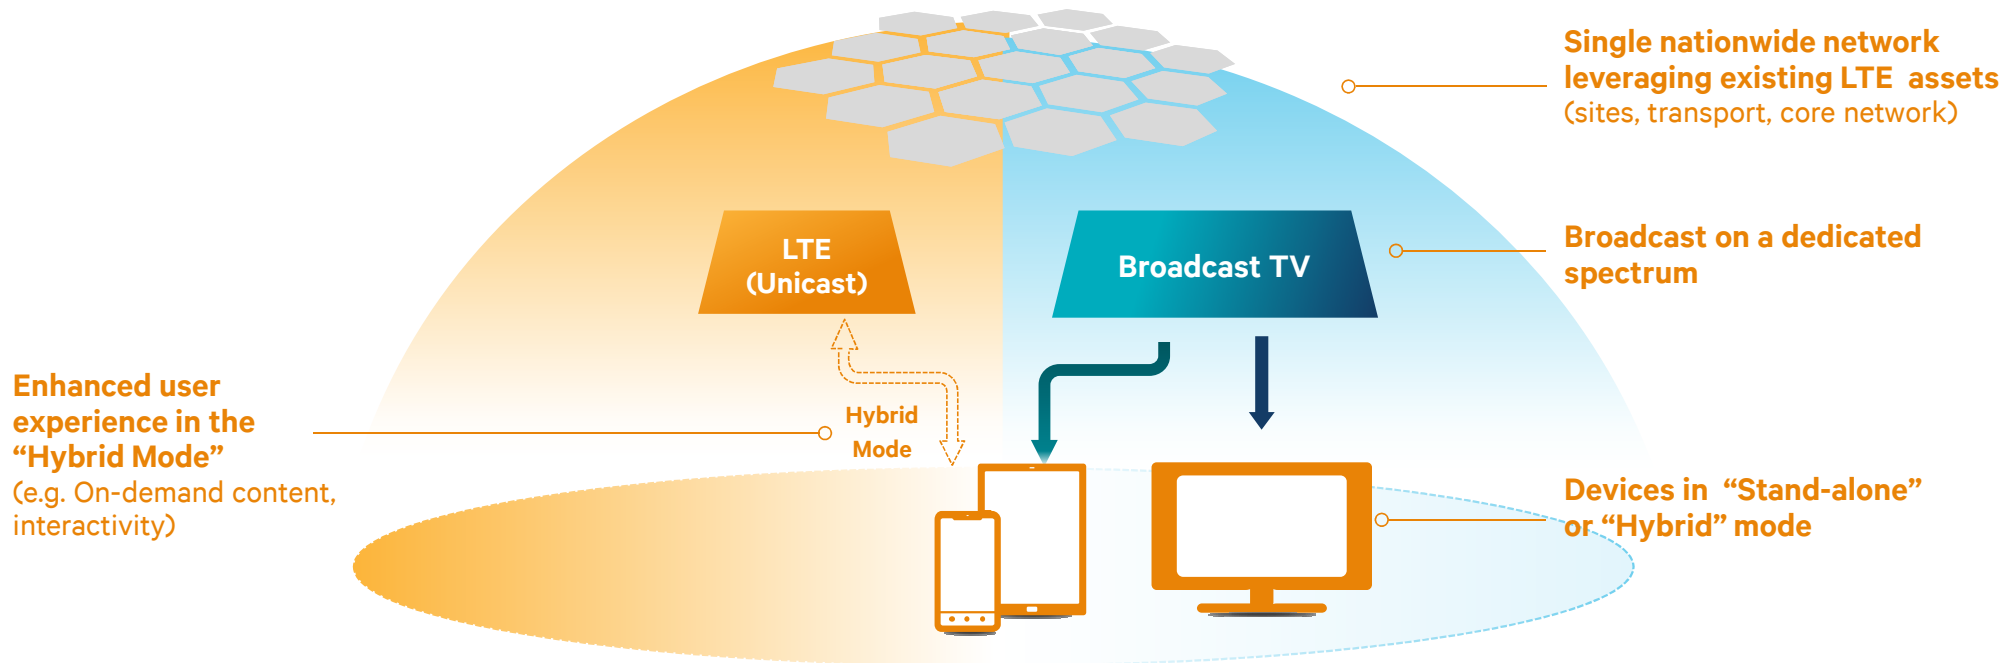 Single nationwide network
leveraging existing LTE assets
(sites, transport, core network)
LTE
(Unicast)
Broadcast TV
Broadcast on a dedicated
spectrum
Enhanced user
experience in the
“Hybrid Mode”
(e.g. On-demand content,
interactivity)
Hybrid
Mode
Devices in “Stand-alone”
or “Hybrid” mode